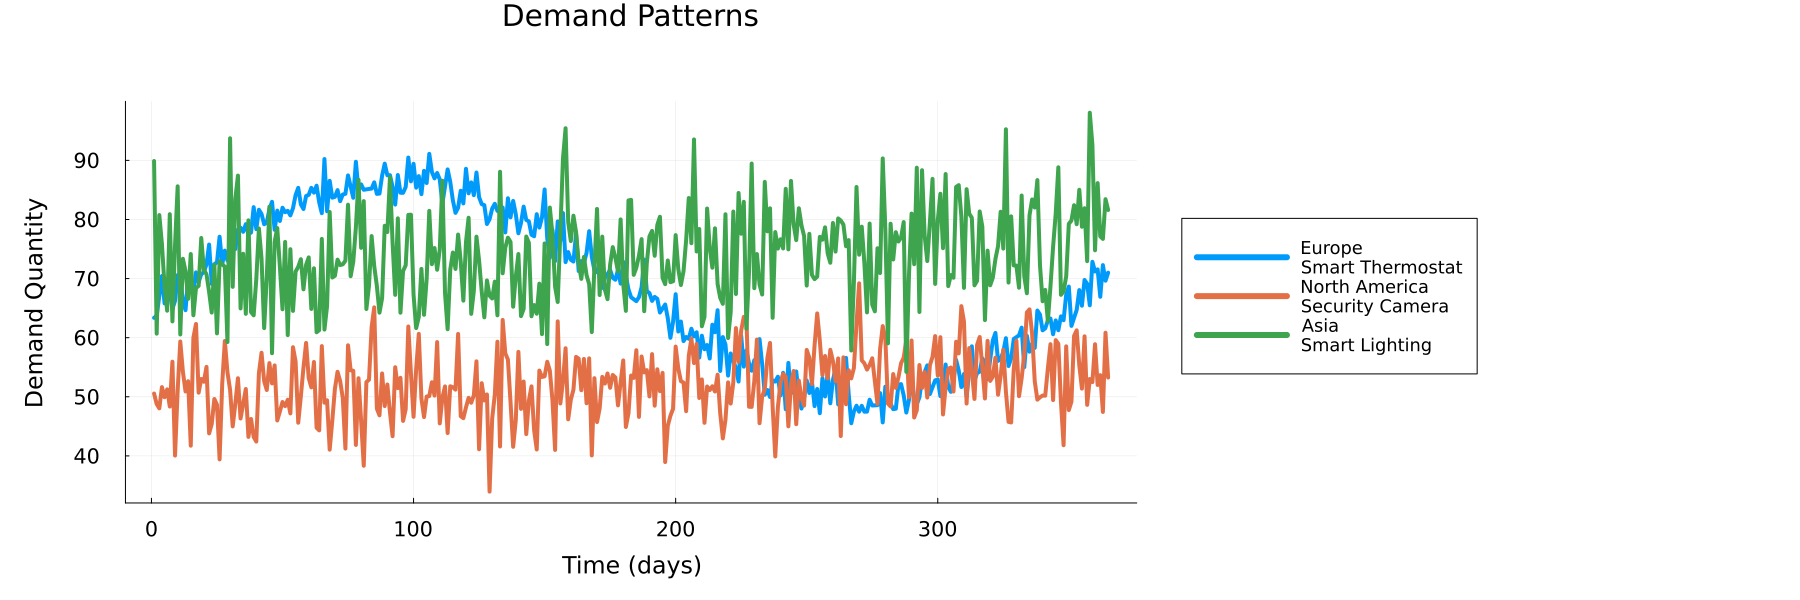 Demand Patterns
Demand Quantity
90
80
70
60
50
40
0
100
200
300
Time (days)
Europe
Smart Thermostat
North America
Security Camera
Asia
Smart Lighting